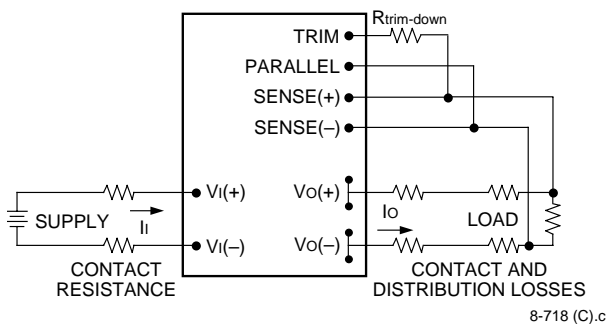 Rtrim-down
TRIM
PARALLEL
SENSE(+)
SENSE(–)
VI(+)
VO(+)
SUPPLY
II
IO
LOAD
VI(–)
VO(–)
CONTACT
RESISTANCE
CONTACT AND
DISTRIBUTION LOSSES
8-718 (C).c